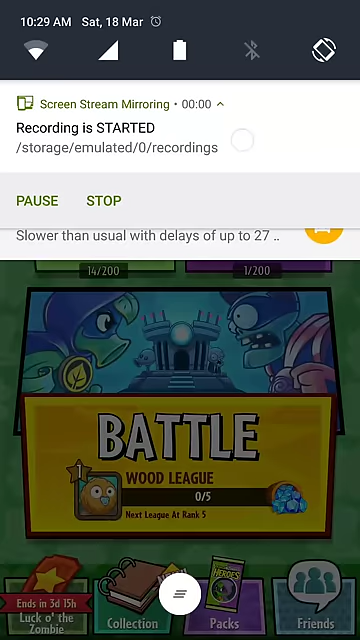 10:29 AM Sat, 18 Mar
Screen Stream Mirroring • 00:00
Recording is STARTED
/storage/emulated/0/recordings
PAUSE STOP
Slower than usual with delays of up to 27 ..
14/200 1/200
BATTLE
1 WOOD LEAGUE
0/5
Next League At Rank 5
HEROES
Ends in 3d 15h
Luck o' the
Zombie
Collection
Packs
Friends